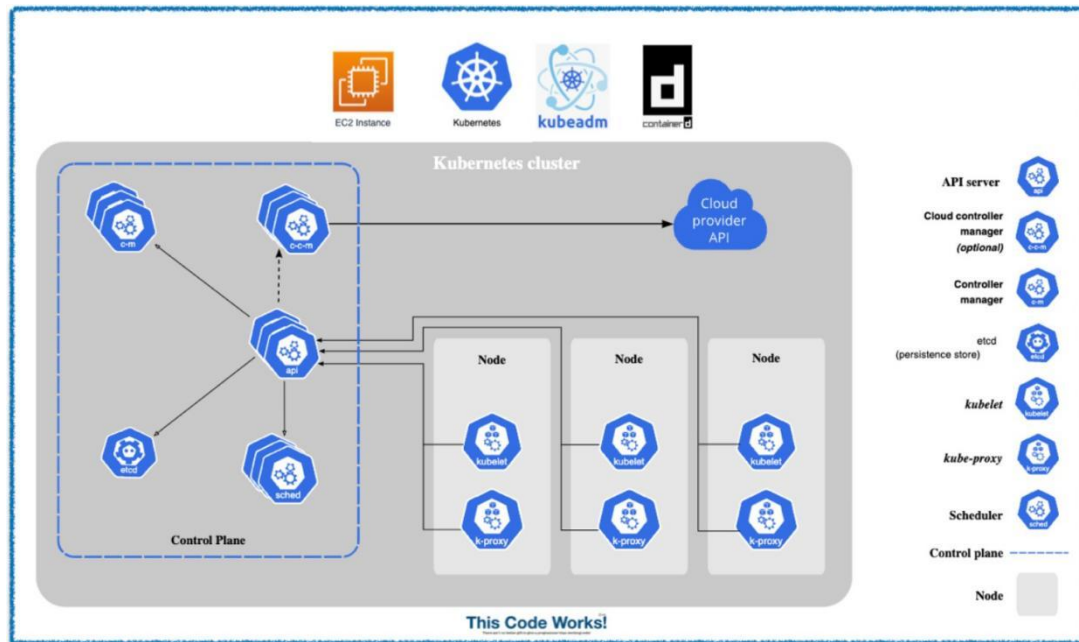 EC2 Instance
Kubernetes
kubeadm
containerd
Kubernetes cluster
c-m
c-c-m
Cloud
provider
API
api
etcd
sched
Control Plane
Node
kubelet
k-proxy
Node
kubelet
k-proxy
Node
kubelet
k-proxy
API server
api
Cloud controller
manager
(optional)
c-c-m
Controller
manager
c-m
etcd
(persistence store)
etcd
kubelet
kubelet
kube-proxy
k-proxy
Scheduler
sched
Control plane
Node
This Code Works!